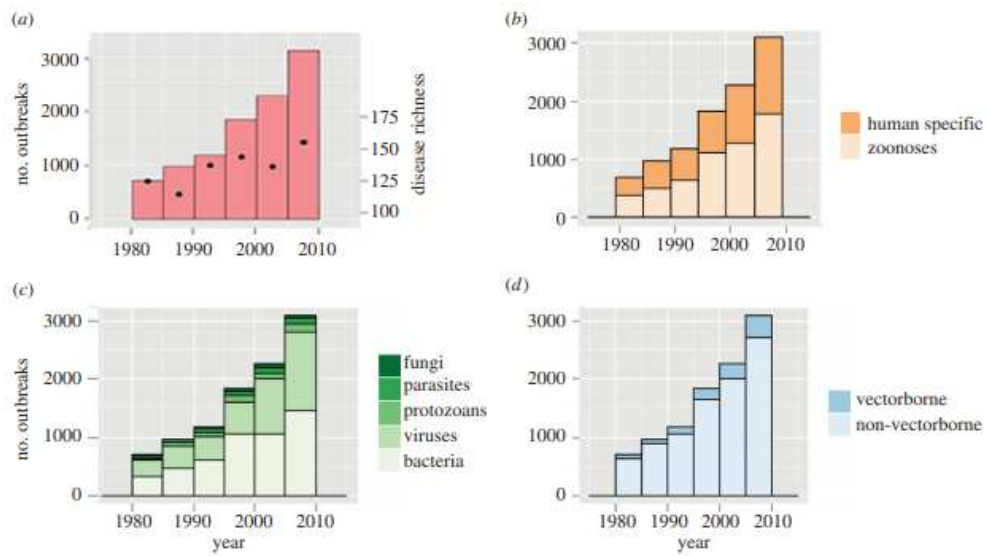 (a)
no. outbreaks
3000
2000
1000
0
175
150
125
100
disease richness
1980 1990 2000 2010
(b)
3000
2000
1000
0
1980 1990 2000 2010
human specific
zoonoses
(c)
no. outbreaks
3000
2000
1000
0
1980 1990 2000 2010
year
fungi
parasites
protozoans
viruses
bacteria
(d)
3000
2000
1000
0
1980 1990 2000 2010
year
vectorborne
non-vectorborne